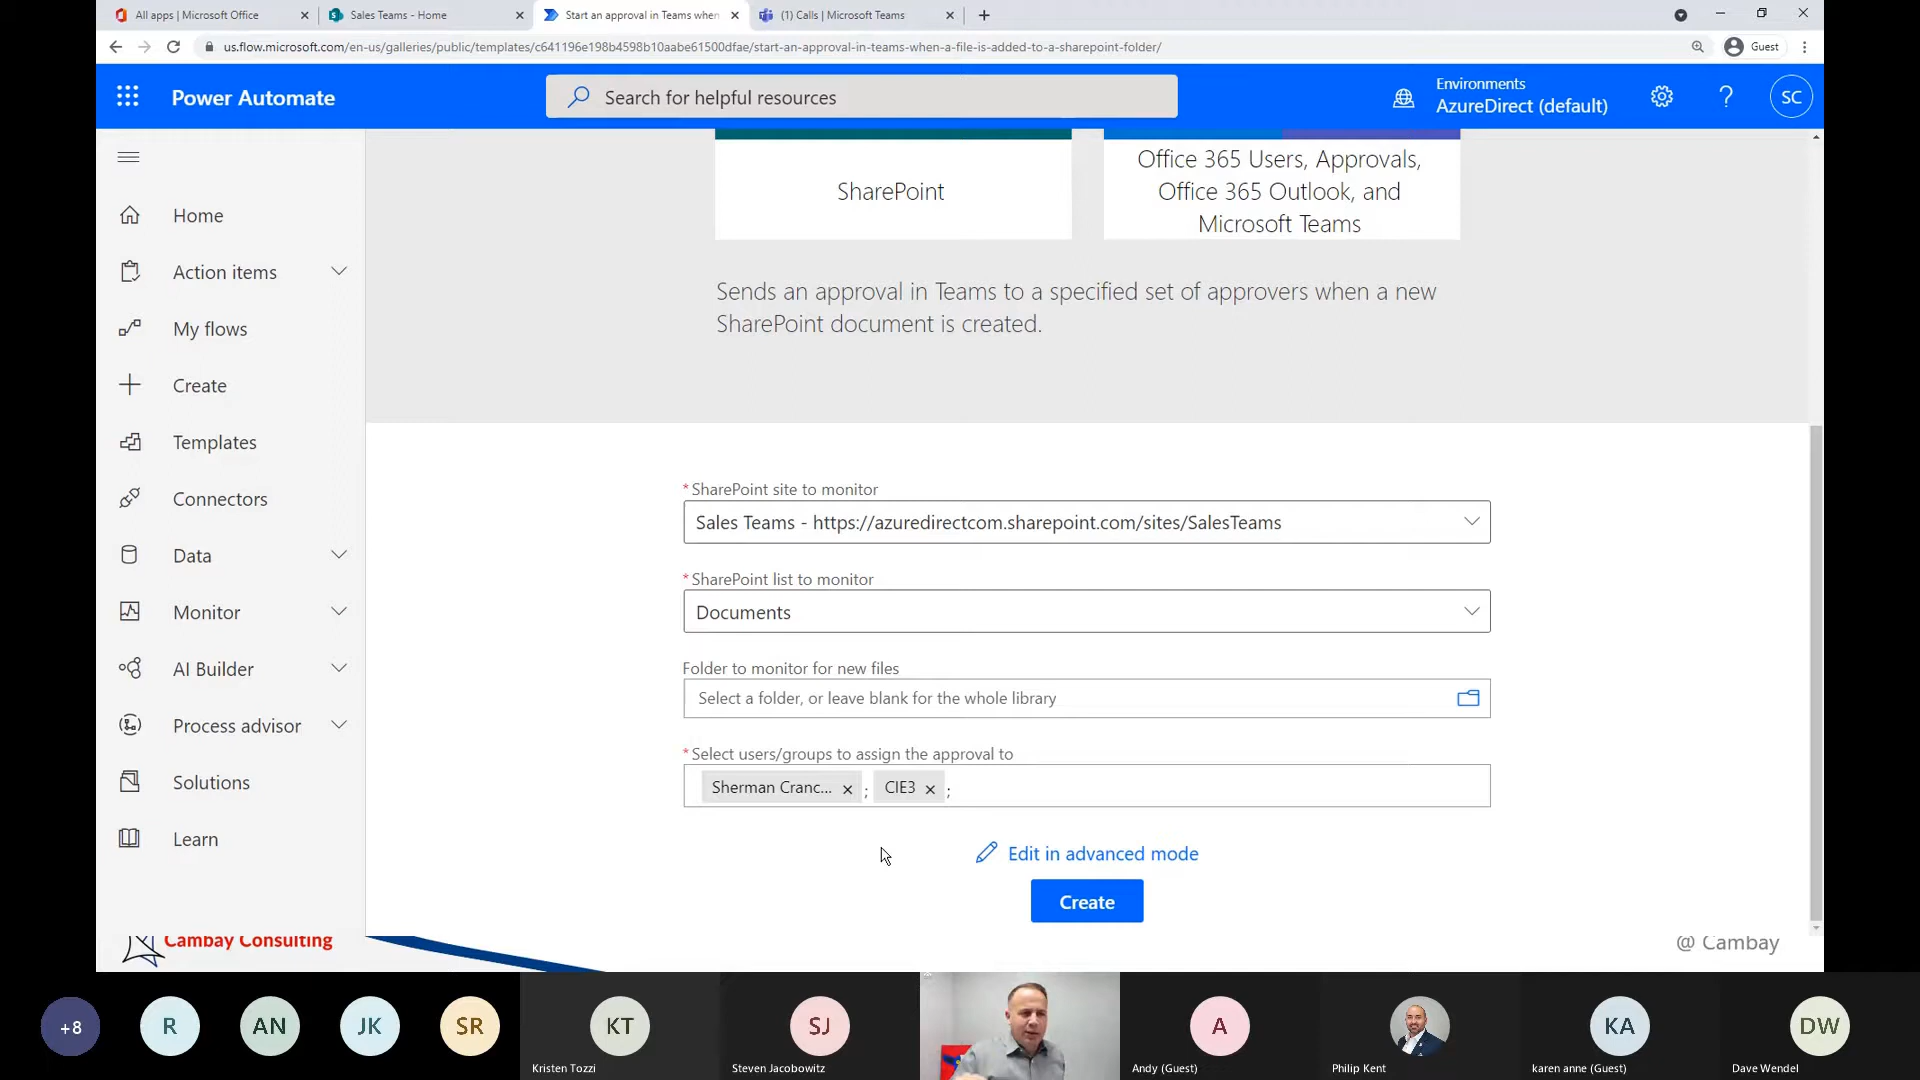 All apps | Microsoft Office
Sales Teams - Home
Start an approval in Teams when
(1) Calls | Microsoft Teams
us.flow.microsoft.com/en-us/galleries/public/templates/c641196e198b4598b10aabe61500dfae/start-an-approval-in-teams-when-a-file-is-added-to-a-sharepoint-folder/
Guest
Power Automate
Search for helpful resources
Environments
AzureDirect (default)
?
SC
Home
Action items
My flows
Create
Templates
Connectors
Data
Monitor
AI Builder
Process advisor
Solutions
Learn
SharePoint
Office 365 Users, Approvals,
Office 365 Outlook, and
Microsoft Teams
Sends an approval in Teams to a specified set of approvers when a new
SharePoint document is created.
*SharePoint site to monitor
Sales Teams - https://azuredirectcom.sharepoint.com/sites/SalesTeams
*SharePoint list to monitor
Documents
Folder to monitor for new files
Select a folder, or leave blank for the whole library
*Select users/groups to assign the approval to
Sherman Cranc... × ; CIE3 × ;
Edit in advanced mode
Create
Cambay Consulting
@ Cambay
+8
R
AN
JK
SR
KT
Kristen Tozzi
SJ
Steven Jacobowitz
A
Andy (Guest)
Philip Kent
KA
karen anne (Guest)
DW
Dave Wendel